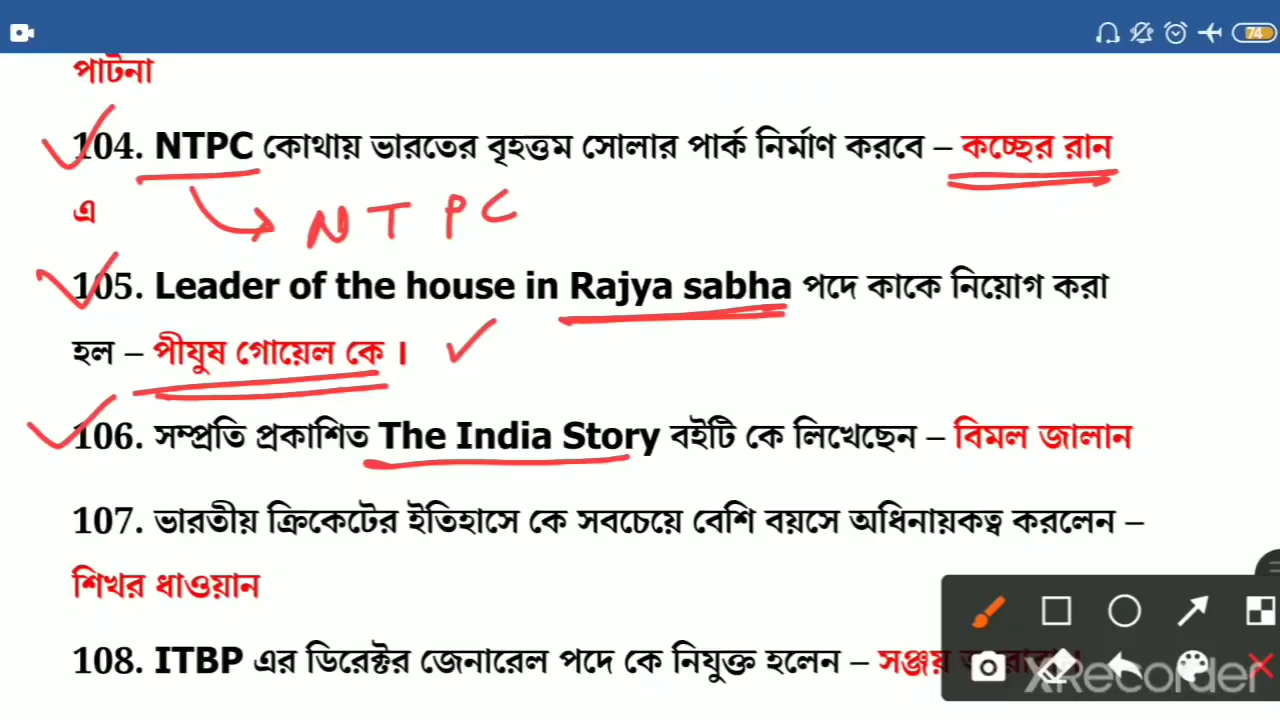 74
পাটনা
104. NTPC কোথায় ভারতের বৃহত্তম সোলার পার্ক নির্মাণ করবে – কচ্ছের রান
এ
N T P C
105. Leader of the house in Rajya sabha পদে কাকে নিয়োগ করা
হল – পীযুষ গোয়েল কে ।
106. সম্প্রতি প্রকাশিত The India Story বইটি কে লিখেছেন – বিমল জালান
107. ভারতীয় ক্রিকেটের ইতিহাসে কে সবচেয়ে বেশি বয়সে অধিনায়কত্ব করলেন –
শিখর ধাওয়ান
108. ITBP এর ডিরেক্টর জেনারেল পদে কে নিযুক্ত হলেন – সঞ্জয়
XRecorder